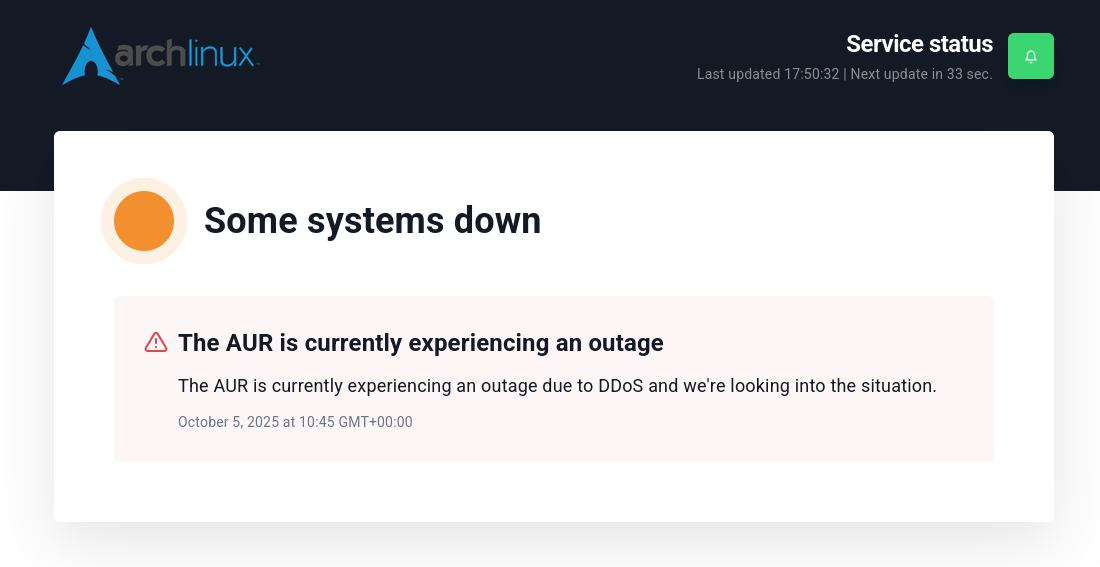 archlinux
Service status
Last updated 17:50:32 | Next update in 33 sec.
Some systems down
The AUR is currently experiencing an outage
The AUR is currently experiencing an outage due to DDoS and we're looking into the situation.
October 5, 2025 at 10:45 GMT+00:00